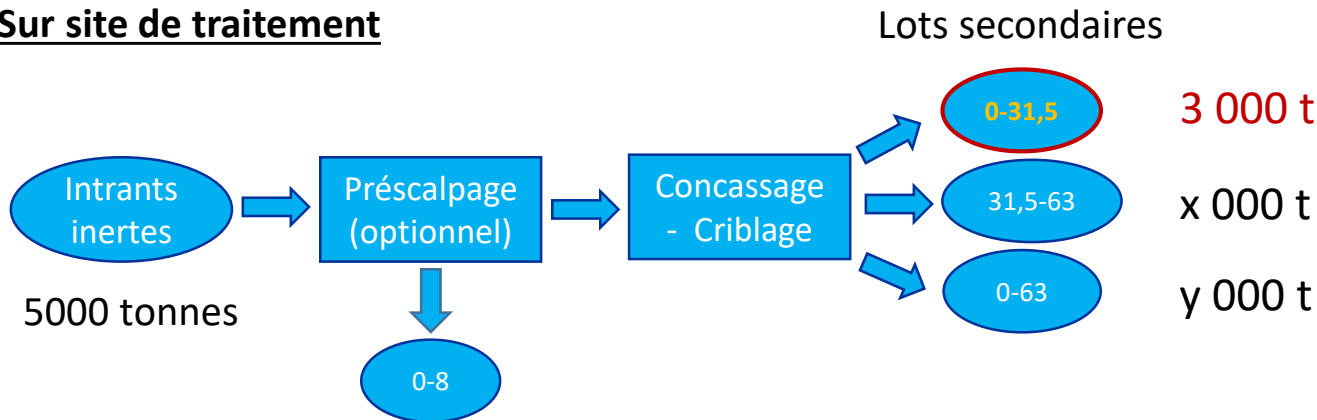 Sur site de traitement
Lots secondaires
0-31,5
3 000 t
Intrants
inertes
Préscalpage
(optionnel)
Concassage
- Criblage
31,5-63
x 000 t
0-63
y 000 t
5000 tonnes
0-8